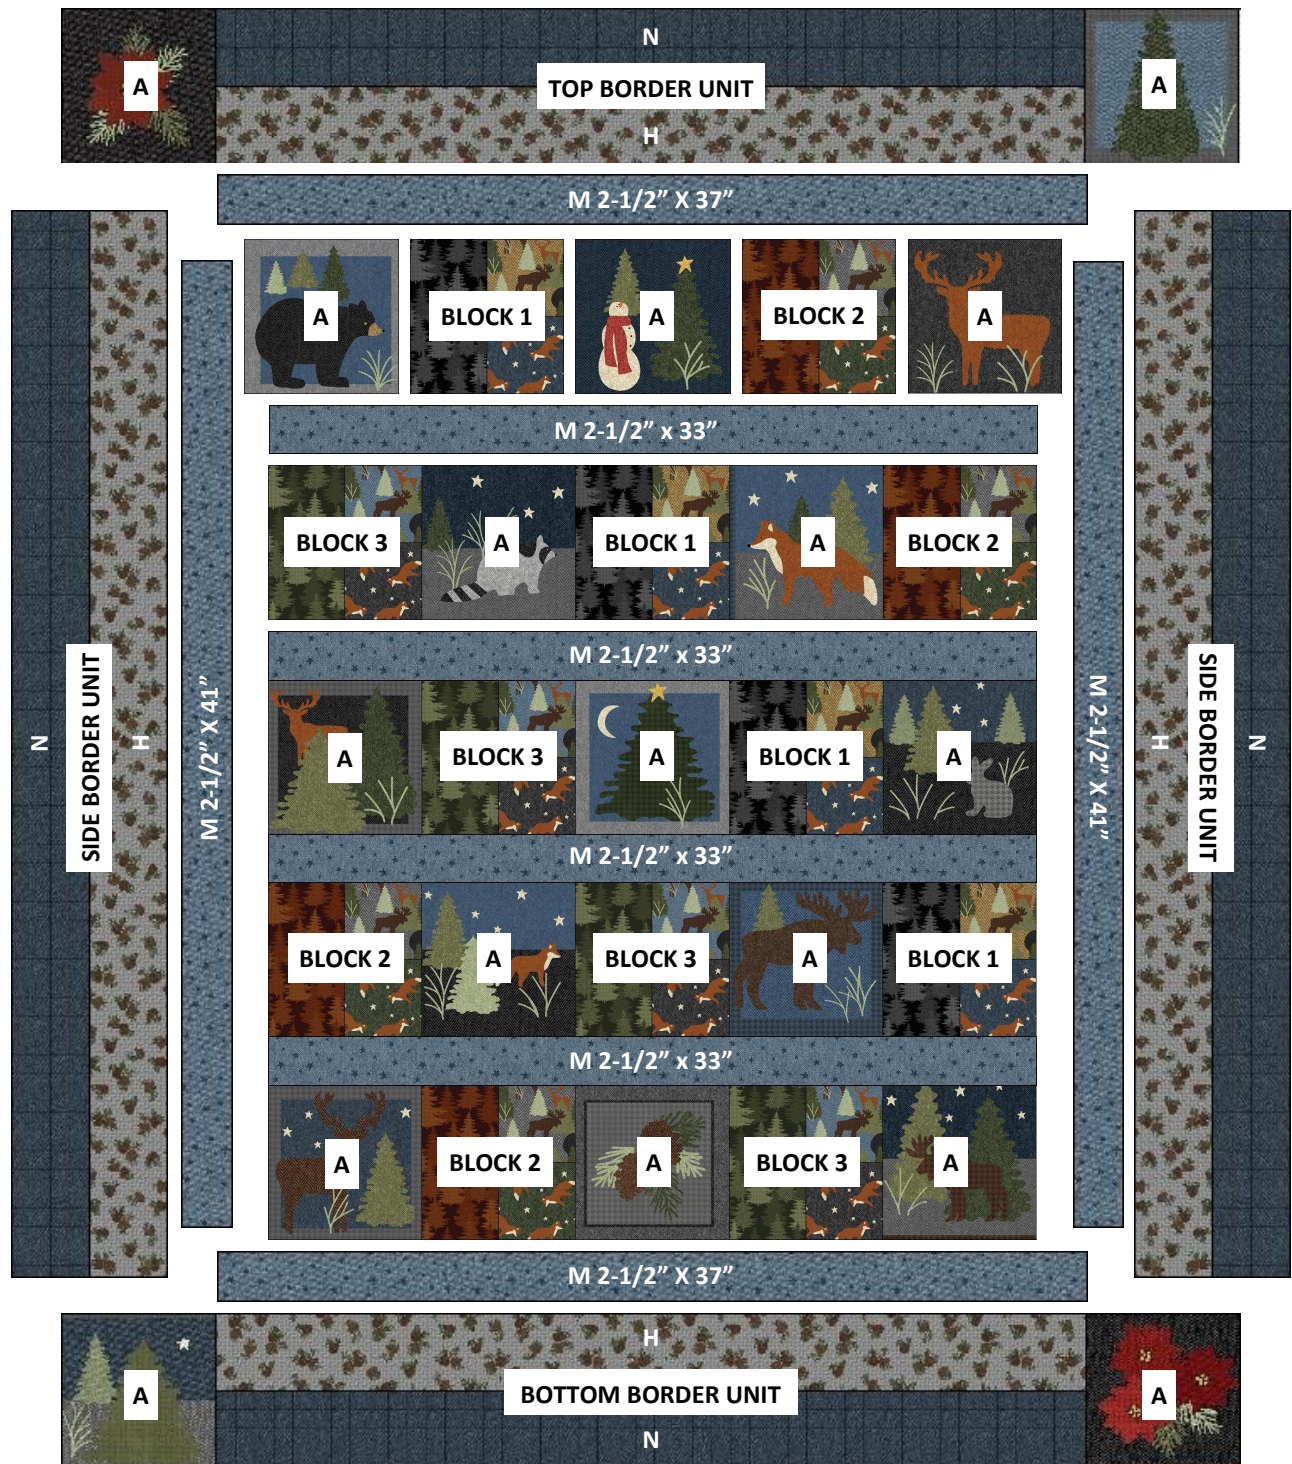 N
A
TOP BORDER UNIT
A
H
M 2-1/2” X 37”
A
BLOCK 1
A
BLOCK 2
A
M 2-1/2” x 33”
BLOCK 3
A
BLOCK 1
A
BLOCK 2
M 2-1/2” x 33”
N
SIDE BORDER UNIT
H
M 2-1/2” X 41”
A
BLOCK 3
A
BLOCK 1
A
M 2-1/2” X 41”
H
SIDE BORDER UNIT
N
M 2-1/2” x 33”
BLOCK 2
A
BLOCK 3
A
BLOCK 1
M 2-1/2” x 33”
A
BLOCK 2
A
BLOCK 3
A
M 2-1/2” X 37”
H
A
BOTTOM BORDER UNIT
A
N